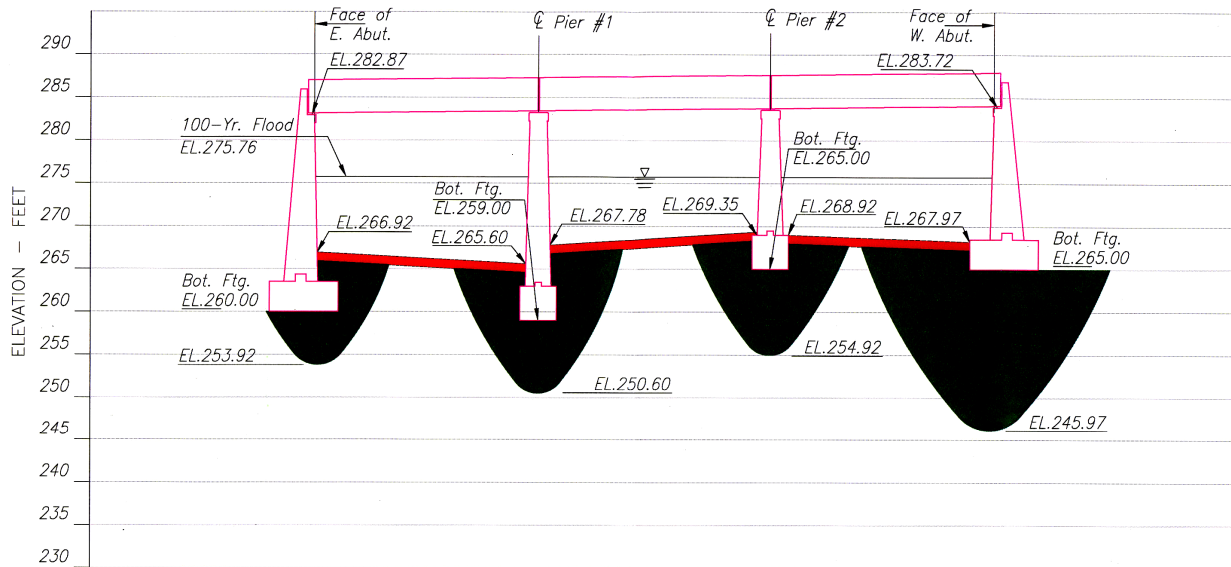 Face of
E. Abut.
℄ Pier #1
℄ Pier #2
Face of
W. Abut.
EL.282.87
EL.283.72
100-Yr. Flood
EL.275.76
Bot. Ftg.
EL.265.00
Bot. Ftg.
EL.259.00
EL.266.92
EL.265.60
EL.267.78
EL.269.35
EL.268.92
EL.267.97
Bot. Ftg.
EL.265.00
Bot. Ftg.
EL.260.00
EL.253.92
EL.250.60
EL.254.92
EL.245.97
ELEVATION - FEET
290
285
280
275
270
265
260
255
250
245
240
235
230